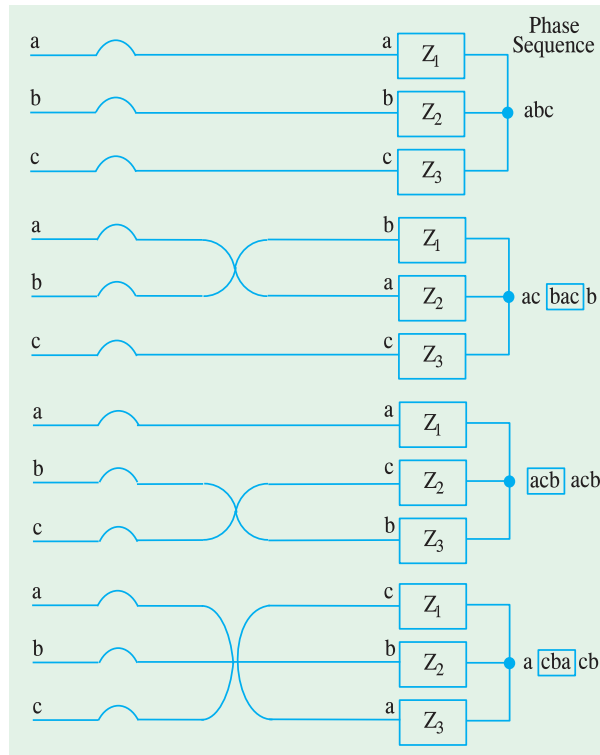 Phase
Sequence
a a Z1
b b Z2 abc
c c Z3
a b Z1
b a Z2 ac bac b
c c Z3
a a Z1
b c Z2 acb acb
c b Z3
a c Z1
b b Z2 a cba cb
c a Z3